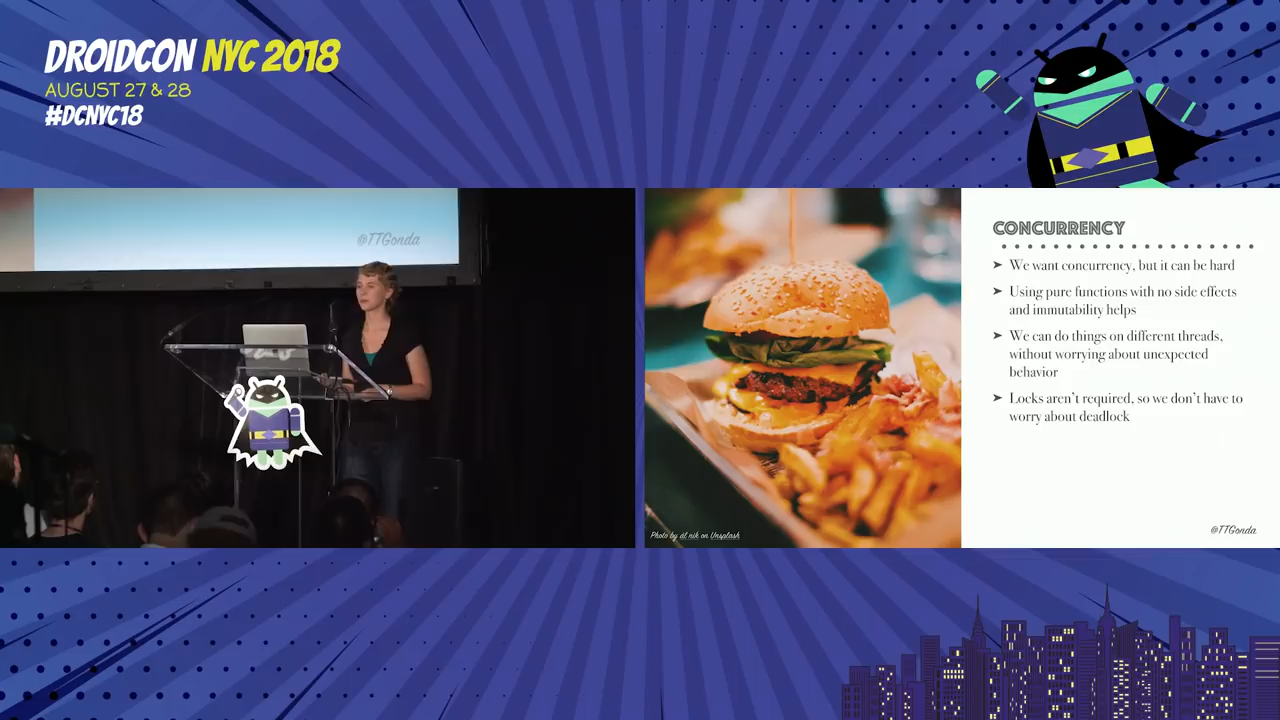 DROIDCON NYC 2018
AUGUST 27 & 28
#DCNYC18
@TTGonda
CONCURRENCY
➤ We want concurrency, but it can be hard
➤ Using pure functions with no side effects
and immutability helps
➤ We can do things on different threads,
without worrying about unexpected
behavior
➤ Locks aren't required, so we don't have to
worry about deadlock
Photo by dl nik on Unsplash
@TTGonda